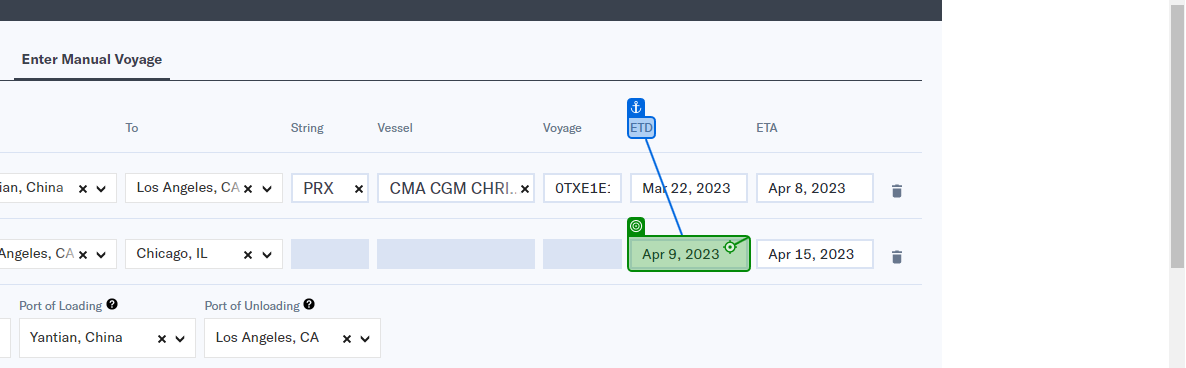 Enter Manual Voyage
To String Vessel Voyage ETD ETA
ian, China Los Angeles, CA PRX CMA CGM CHRI.. 0TXE1E: Mar 22, 2023 Apr 8, 2023
Angeles, CA Chicago, IL Apr 9, 2023 Apr 15, 2023
Port of Loading Port of Unloading
Yantian, China Los Angeles, CA